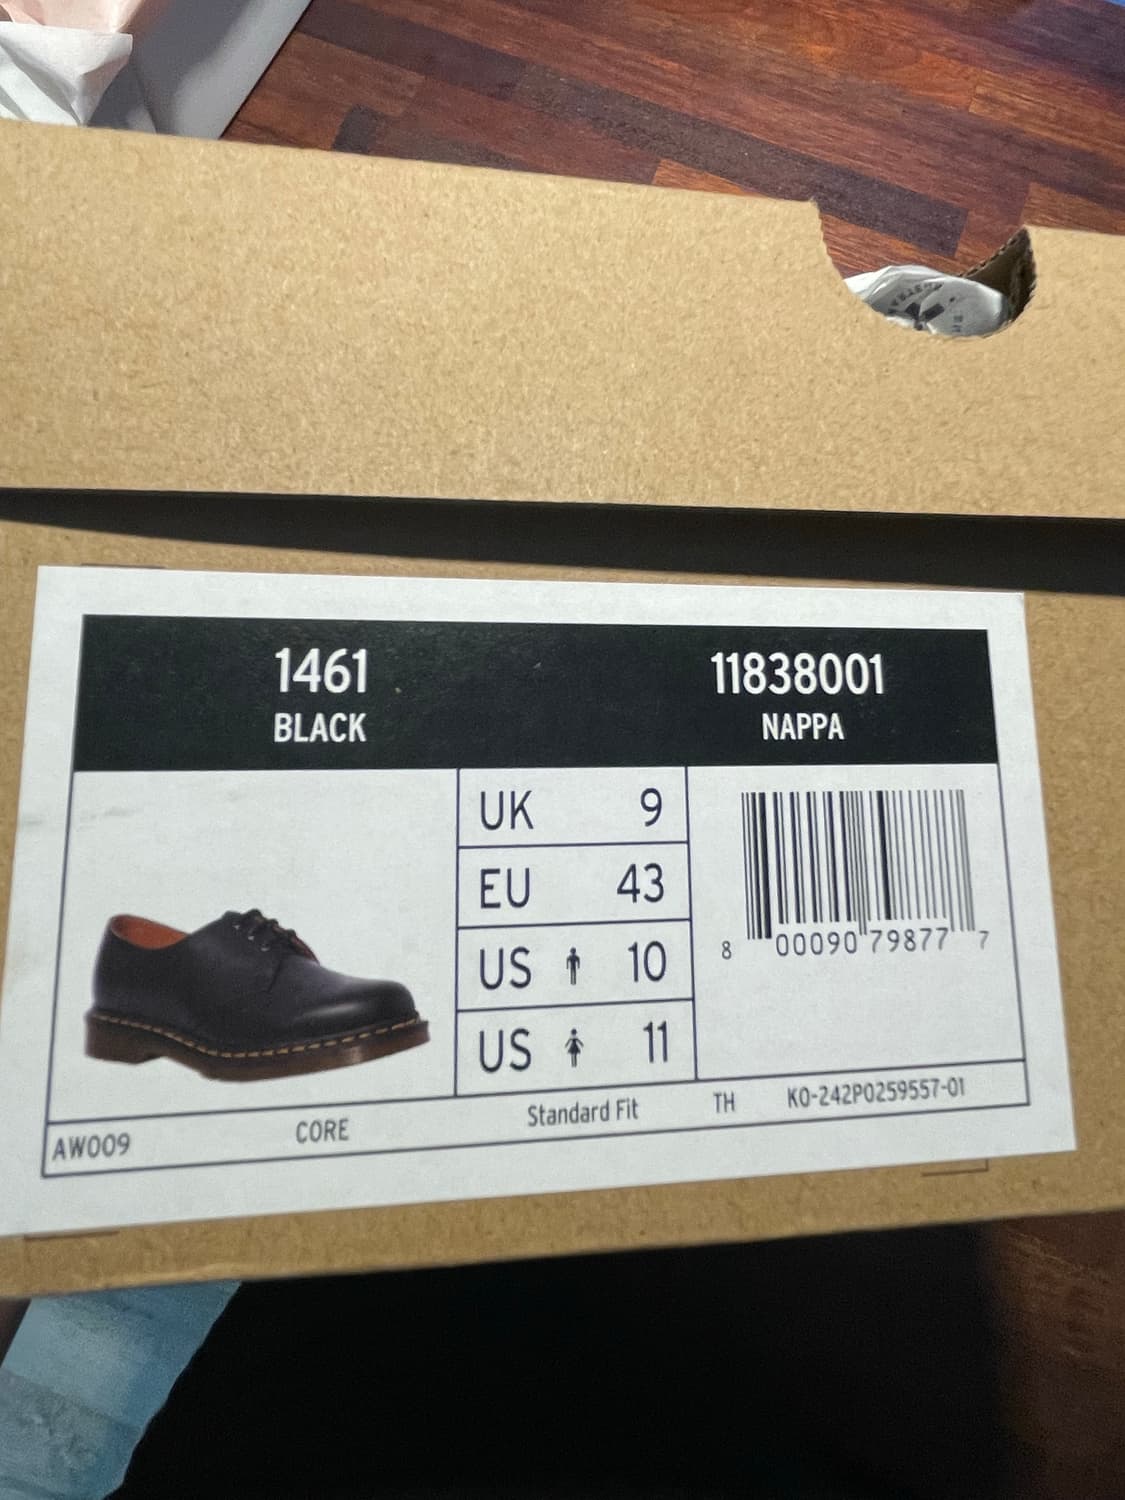 1461
BLACK
11838001
NAPPA
UK 9
EU 43
US 10
US 11
8 00090 79877 7
AW009 CORE Standard Fit TH K0-242P0259557-01